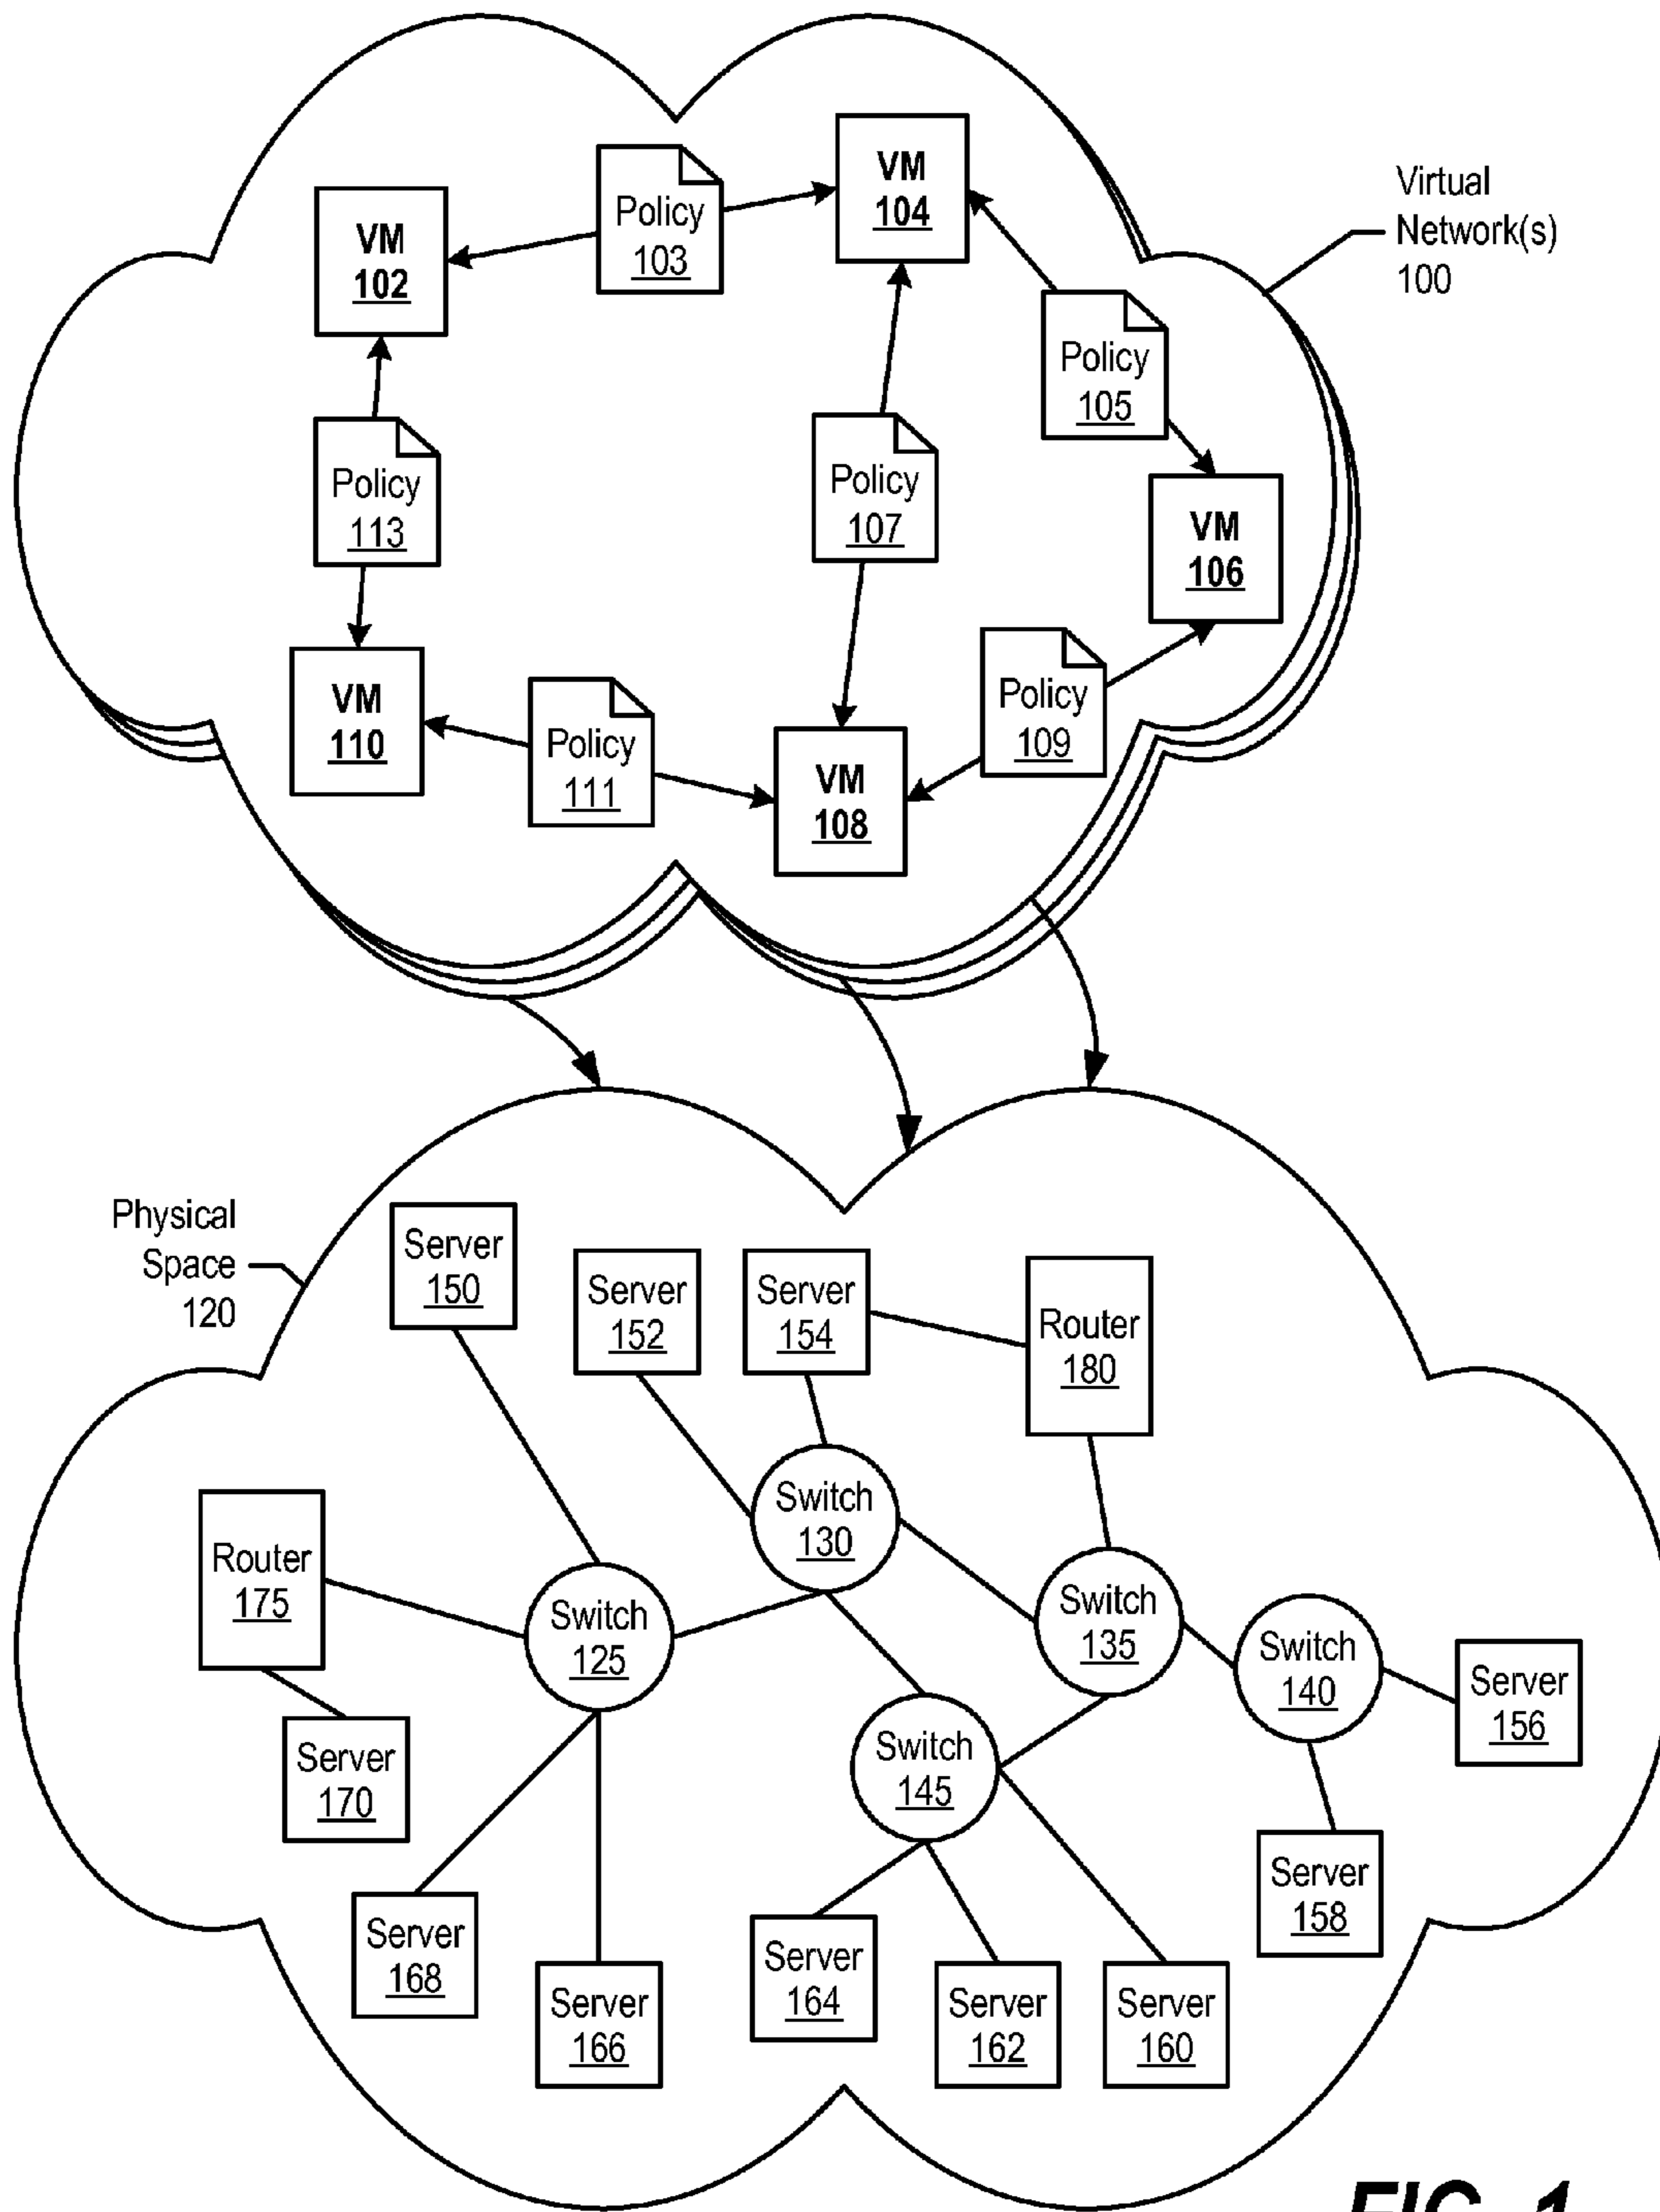 VM
104
Policy
103
VM
102
Virtual
Network(s)
100
Policy
105
Policy
113
Policy
107
VM
106
Policy
109
VM
110
Policy
111
VM
108
Physical
Space
120
Server
150
Server
152
Server
154
Router
180
Switch
130
Router
175
Switch
125
Switch
135
Switch
140
Server
156
Switch
145
Server
170
Server
158
Server
168
Server
164
Server
166
Server
162
Server
160
FIG. 1